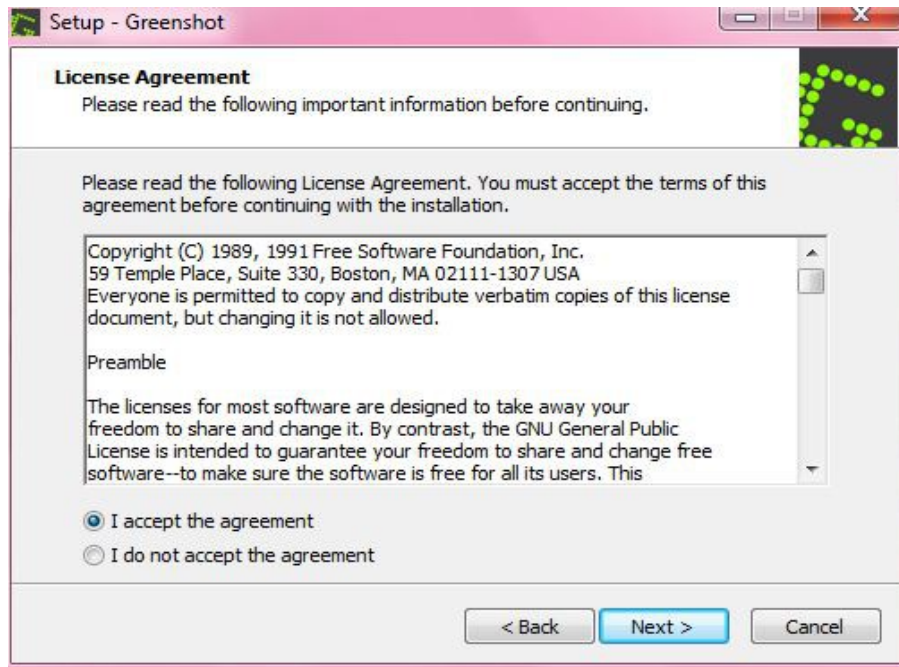 Setup - Greenshot
License Agreement
Please read the following important information before continuing.
Please read the following License Agreement. You must accept the terms of this
agreement before continuing with the installation.
Copyright (C) 1989, 1991 Free Software Foundation, Inc.
59 Temple Place, Suite 330, Boston, MA 02111-1307 USA
Everyone is permitted to copy and distribute verbatim copies of this license
document, but changing it is not allowed.
Preamble
The licenses for most software are designed to take away your
freedom to share and change it. By contrast, the GNU General Public
License is intended to guarantee your freedom to share and change free
software--to make sure the software is free for all its users. This
I accept the agreement
I do not accept the agreement
< Back Next > Cancel